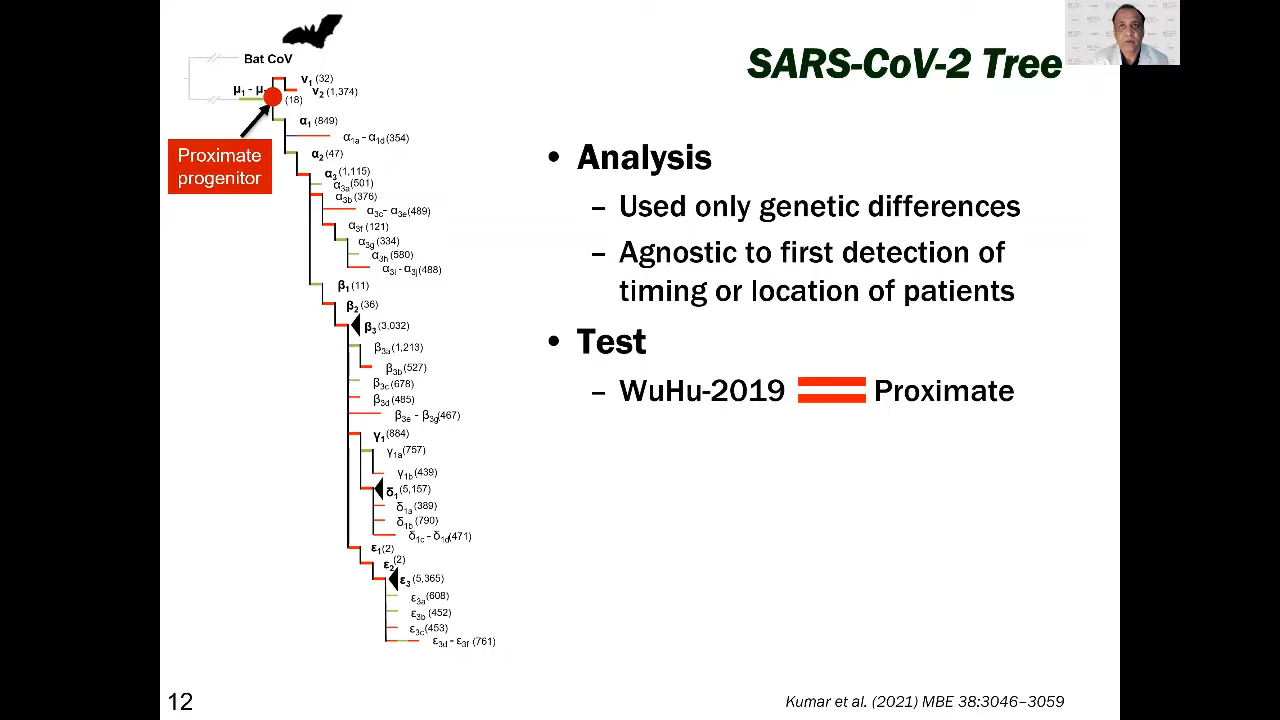 SARS-CoV-2 Tree
Bat CoV
ν1 (32)
μ1 - μ
ν2 (1,374)
(18)
α1 (849)
Proximate
progenitor
α1a – α1d (354)
α2 (47)
α3 (1,115)
α3a (501)
α3b (376)
α3c – α3e (489)
α3f (121)
α3g (334)
α3h (580)
α3i - α3j (488)
β1 (11)
β2 (36)
β3 (3,032)
β3a (1,213)
β3b (527)
β3c (678)
β3d (485)
β3e – β3g (467)
γ1 (884)
γ1a (757)
γ1b (439)
δ1 (5,157)
δ1a (389)
δ1b (790)
δ1c – δ1d (471)
ε1 (2)
ε2 (2)
ε3 (5,365)
ε3a (608)
ε3b (452)
ε3c (453)
ε3d – ε3f (761)
• Analysis
– Used only genetic differences
– Agnostic to first detection of
timing or location of patients
• Test
– WuHu-2019 = Proximate
12
Kumar et al. (2021) MBE 38:3046–3059